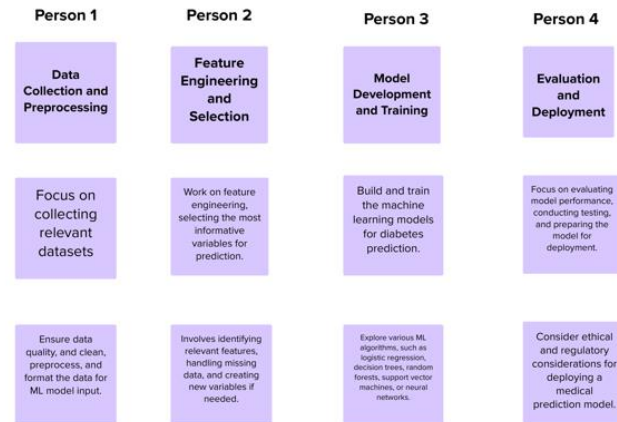 Person 1
Person 2
Person 3
Person 4
Data
Collection and
Preprocessing
Feature
Engineering
and
Selection
Model
Development
and Training
Evaluation
and
Deployment
Focus on
collecting
relevant
datasets
Work on feature
engineering,
selecting the most
informative
variables for
prediction.
Build and train
the machine
learning models
for diabetes
prediction.
Focus on evaluating
model performance,
conducting testing,
and preparing the
model for
deployment.
Ensure data
quality, and clean,
preprocess, and
format the data for
ML model input.
Involves identifying
relevant features,
handling missing
data, and creating
new variables if
needed.
Explore various ML
algorithms, such as
logistic regression,
decision trees, random
forests, support vector
machines, or neural
networks.
Consider ethical
and regulatory
considerations for
deploying a
medical
prediction model.